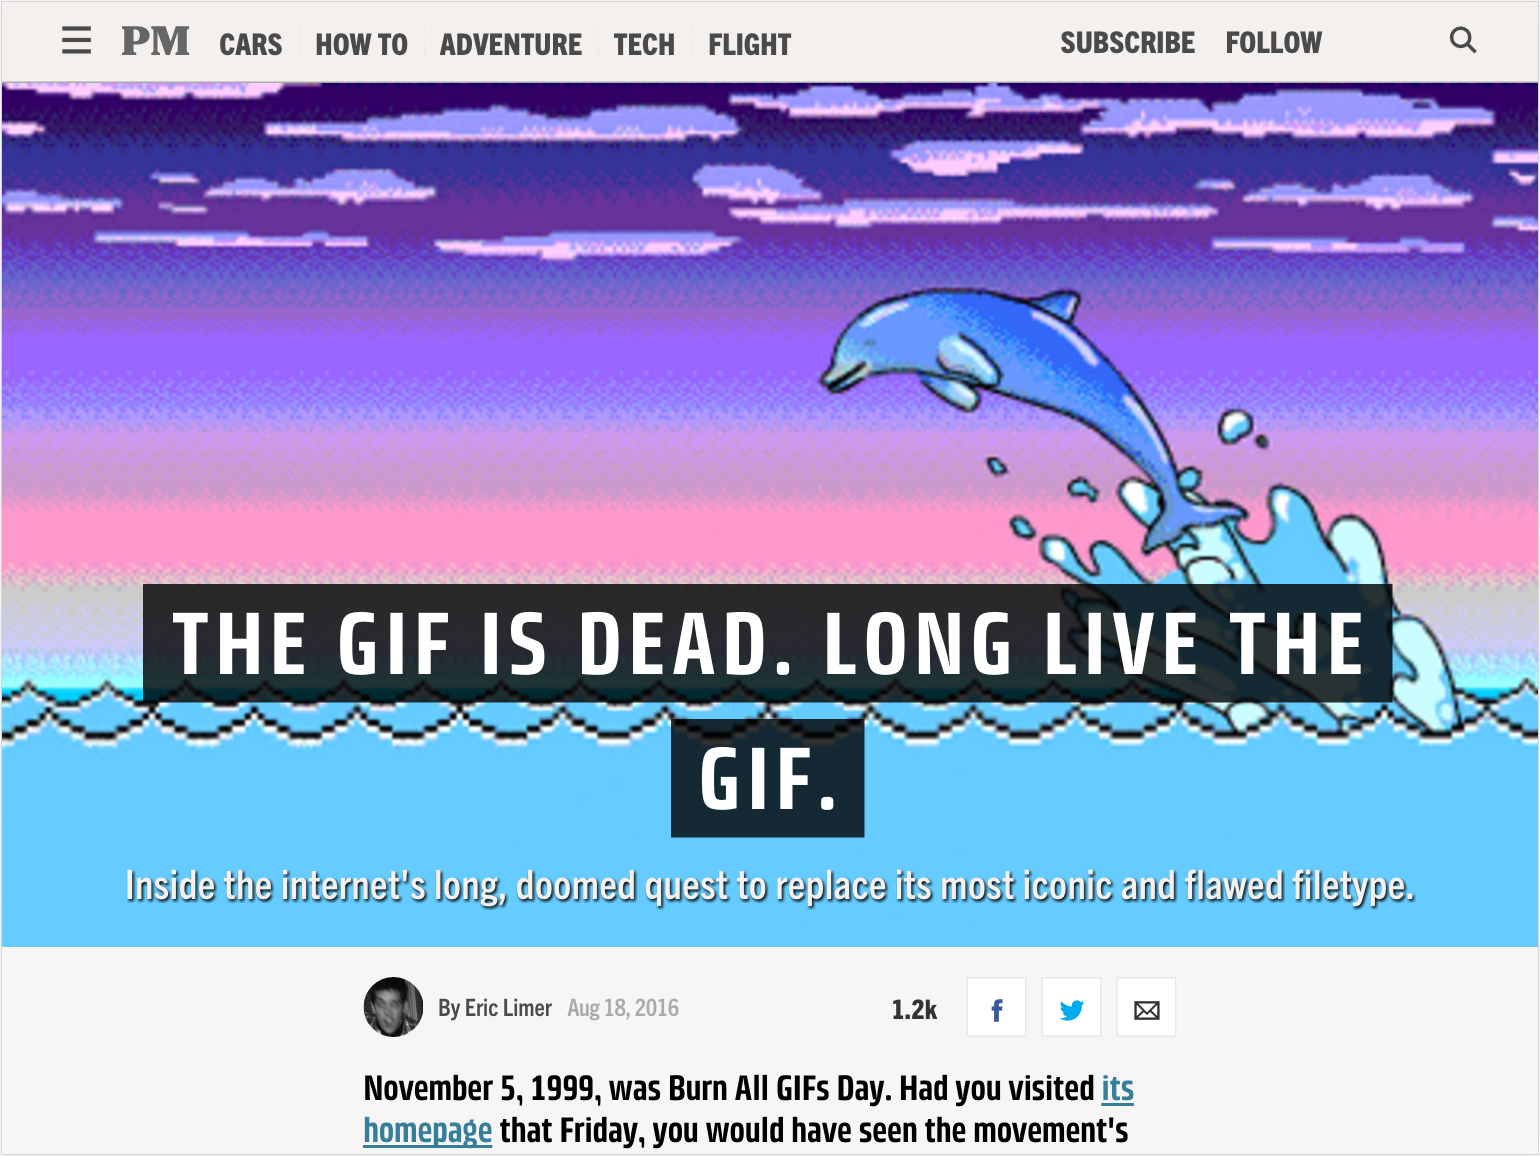 PM CARS HOW TO ADVENTURE TECH FLIGHT SUBSCRIBE FOLLOW
THE GIF IS DEAD. LONG LIVE THE
GIF.
Inside the internet's long, doomed quest to replace its most iconic and flawed filetype.
By Eric Limer Aug 18, 2016 1.2k
November 5, 1999, was Burn All GIFs Day. Had you visited its
homepage that Friday, you would have seen the movement's